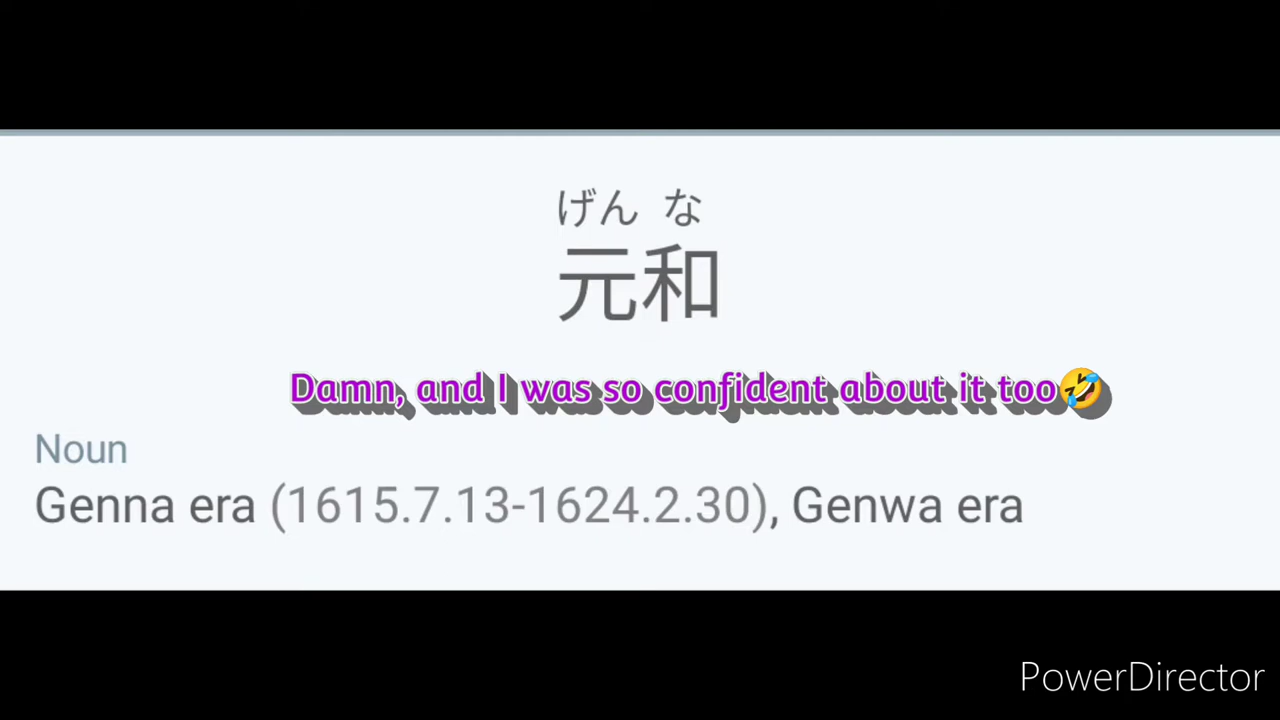 げん な
元和
Damn, and I was so confident about it too🤣
Noun
Genna era (1615.7.13-1624.2.30), Genwa era
PowerDirector